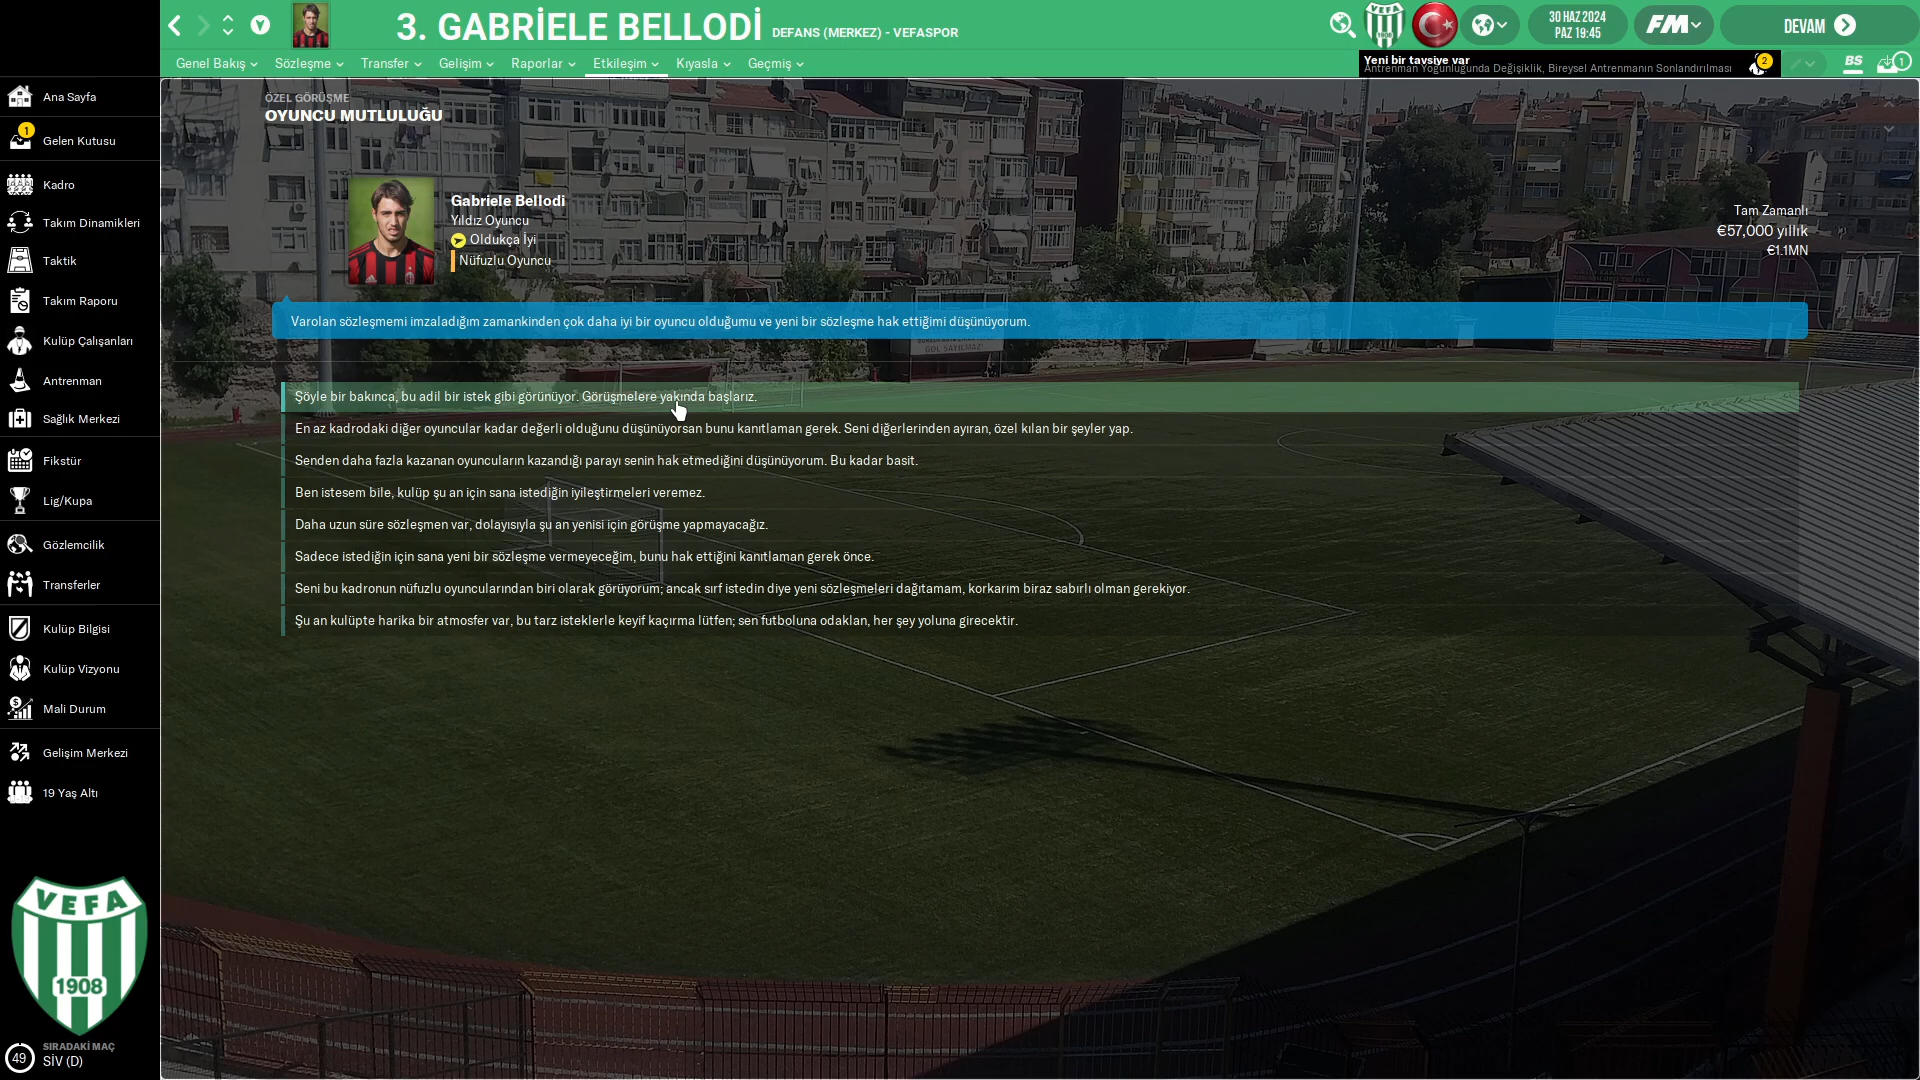 3. GABRİELE BELLODİ DEFANS (MERKEZ) - VEFASPOR
VEFA
1908
30 HAZ 2024
PAZ 19:45
FM
DEVAM
Genel Bakış
Sözleşme
Transfer
Gelişim
Raporlar
Etkileşim
Kıyasla
Geçmiş
Yeni bir tavsiye var
Antrenman Yoğunluğunda Değişiklik, Bireysel Antrenmanın Sonlandırılması
2
BS
1
Ana Sayfa
1
Gelen Kutusu
Kadro
Takım Dinamikleri
Taktik
Takım Raporu
Kulüp Çalışanları
Antrenman
Sağlık Merkezi
Fikstür
Lig/Kupa
Gözlemcilik
Transferler
Kulüp Bilgisi
Kulüp Vizyonu
Mali Durum
Gelişim Merkezi
19 Yaş Altı
VEFA
1908
49
SIRADAKİ MAÇ
SİV (D)
ÖZEL GÖRÜŞME
OYUNCU MUTLULUĞU
Gabriele Bellodi
Yıldız Oyuncu
Oldukça İyi
Nüfuzlu Oyuncu
Tam Zamanlı
€57,000 yıllık
€1.1MN
Varolan sözleşmemi imzaladığım zamankinden çok daha iyi bir oyuncu olduğumu ve yeni bir sözleşme hak ettiğimi düşünüyorum.
Şöyle bir bakınca, bu adil bir istek gibi görünüyor. Görüşmelere yakında başlarız.
En az kadrodaki diğer oyuncular kadar değerli olduğunu düşünüyorsan bunu kanıtlaman gerek. Seni diğerlerinden ayıran, özel kılan bir şeyler yap.
Senden daha fazla kazanan oyuncuların kazandığı parayı senin hak etmediğini düşünüyorum. Bu kadar basit.
Ben istesem bile, kulüp şu an için sana istediğin iyileştirmeleri veremez.
Daha uzun süre sözleşmen var, dolayısıyla şu an yenisi için görüşme yapmayacağız.
Sadece istediğin için sana yeni bir sözleşme vermeyeceğim, bunu hak ettiğini kanıtlaman gerek önce.
Seni bu kadronun nüfuzlu oyuncularından biri olarak görüyorum; ancak sırf istedin diye yeni sözleşmeleri dağıtamam, korkarım biraz sabırlı olman gerekiyor.
Şu an kulüpte harika bir atmosfer var, bu tarz isteklerle keyif kaçırma lütfen; sen futboluna odaklan, her şey yoluna girecektir.